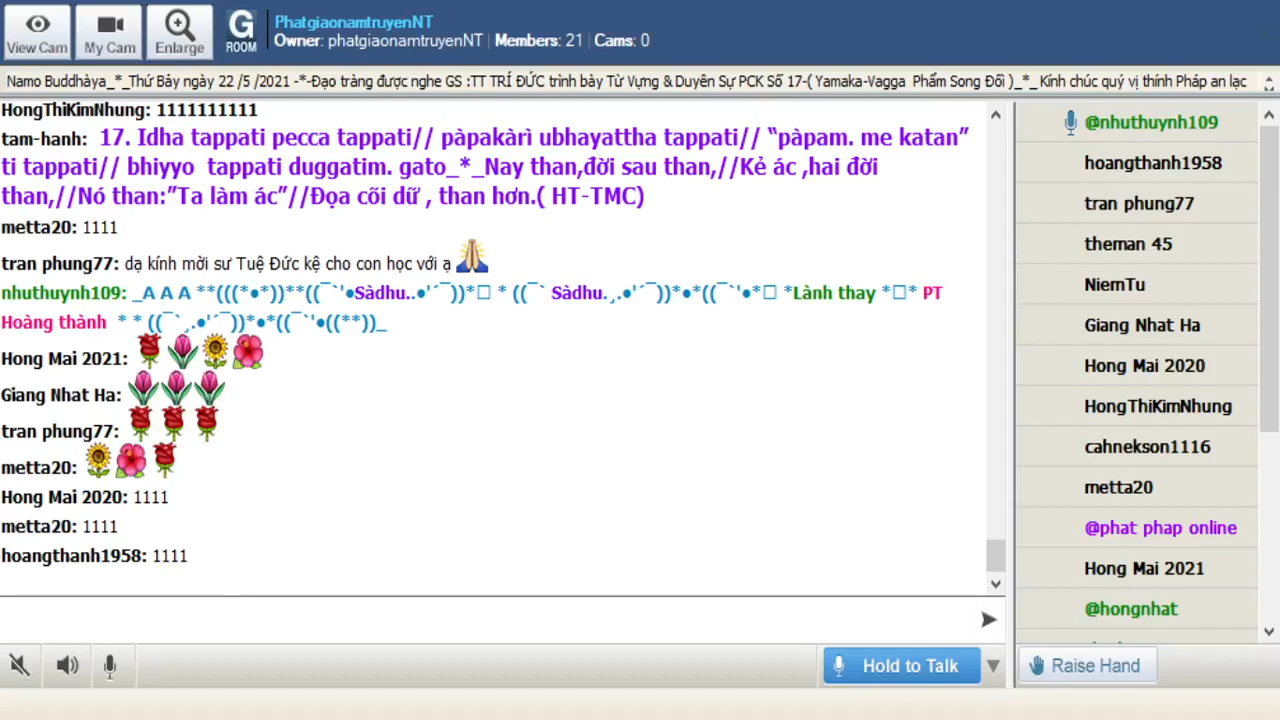 View Cam
My Cam
Enlarge
G
ROOM
PhatgiaonamtruyenNT
Owner: phatgiaonamtruyenNT | Members: 21 | Cams: 0
Namo Buddhàya_*_Thứ Bảy ngày 22 /5 /2021 -*-Đạo tràng được nghe GS :TT TRÍ ĐỨC trình bày Từ Vựng & Duyên Sự PCK Số 17-( Yamaka-Vagga Phẩm Song Đối )_*_ Kính chúc quý vị thính Pháp an lạc
HongThiKimNhung: 1111111111
tam-hanh: 17. Idha tappati pecca tappati// pàpakàrì ubhayattha tappati// “pàpam. me katan”
ti tappati// bhiyyo tappati duggatim. gato_*_Nay than,đời sau than,//Kẻ ác ,hai đời
than,//Nó than:”Ta làm ác”//Đọa cõi dữ , than hơn.( HT-TMC)
metta20: 1111
tran phung77: dạ kính mời sư Tuệ Đức kệ cho con học với ạ
nhuthuynh109: _A A A **(((*●*))**((¯`'●Sàdhu..●'´¯))*□ * ((¯` Sàdhu.¸.●'´¯))*●*((¯`'●*□ *Lành thay *□* PT
Hoàng thành * * ((¯`¸.●'´¯))*●*((¯`'●((**))_
Hong Mai 2021:
Giang Nhat Ha:
tran phung77:
metta20:
Hong Mai 2020: 1111
metta20: 1111
hoangthanh1958: 1111
@nhuthuynh109
hoangthanh1958
tran phung77
theman 45
NiemTu
Giang Nhat Ha
Hong Mai 2020
HongThiKimNhung
cahnekson1116
metta20
@phat phap online
Hong Mai 2021
@hongnhat
Hold to Talk
Raise Hand